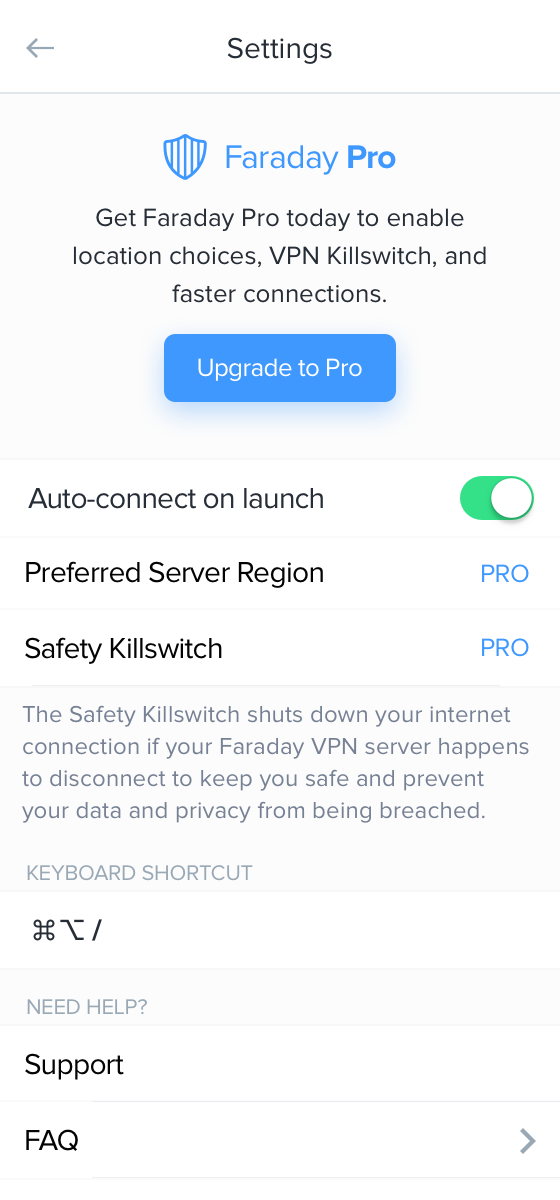 Settings
Faraday Pro
Get Faraday Pro today to enable
location choices, VPN Killswitch, and
faster connections.
Upgrade to Pro
Auto-connect on launch
Preferred Server Region PRO
Safety Killswitch PRO
The Safety Killswitch shuts down your internet
connection if your Faraday VPN server happens
to disconnect to keep you safe and prevent
your data and privacy from being breached.
KEYBOARD SHORTCUT
⌘⌥/
NEED HELP?
Support
FAQ